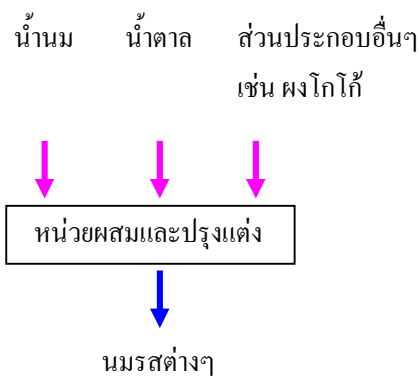 น้ำนม น้ำตาล ส่วนประกอบอื่นๆ
เช่น ผงโกโก้
หน่วยผสมและปรุงแต่ง
นมรสต่างๆ